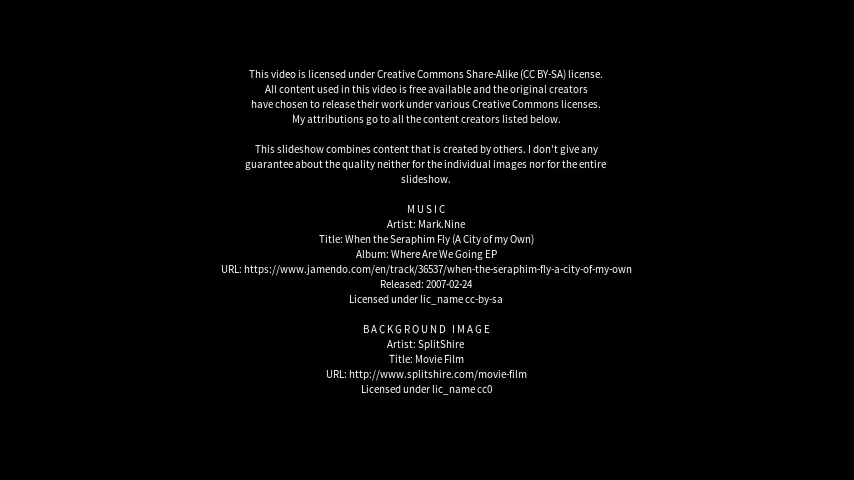 This video is licensed under Creative Commons Share-Alike (CC BY-SA) license.
All content used in this video is free available and the original creators
have chosen to release their work under various Creative Commons licenses.
My attributions go to all the content creators listed below.
This slideshow combines content that is created by others. I don't give any
guarantee about the quality neither for the individual images nor for the entire
slideshow.
MUSIC
Artist: Mark.Nine
Title: When the Seraphim Fly (A City of my Own)
Album: Where Are We Going EP
URL: https://www.jamendo.com/en/track/36537/when-the-seraphim-fly-a-city-of-my-own
Released: 2007-02-24
Licensed under lic_name cc-by-sa
BACKGROUND IMAGE
Artist: SplitShire
Title: Movie Film
URL: http://www.splitshire.com/movie-film
Licensed under lic_name cc0